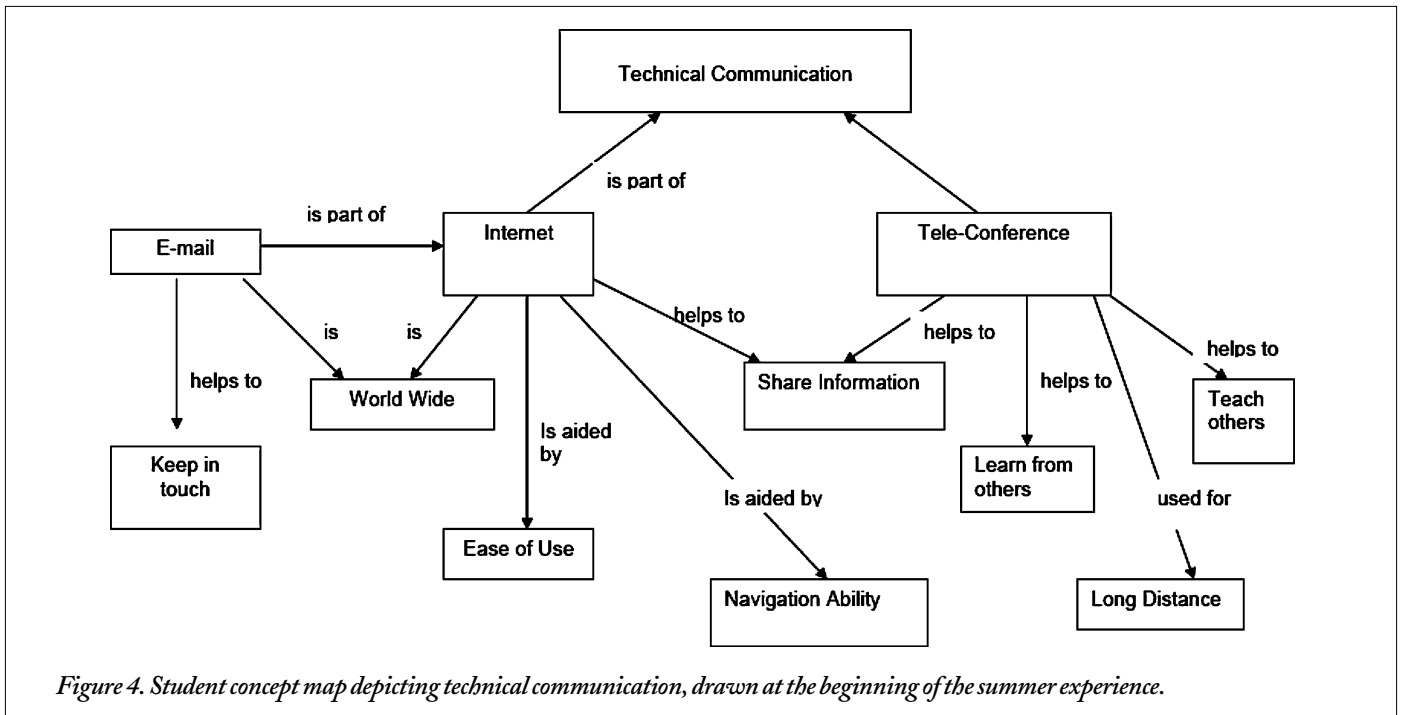 Technical Communication
is part of
is part of
Internet
Tele-Conference
E-mail
helps to
is
is
helps to
helps to
helps to
helps to
World Wide
Share Information
Teach
others
Is aided
by
Keep in
touch
Learn from
others
Is aided by
used for
Ease of Use
Navigation Ability
Long Distance
Figure 4. Student concept map depicting technical communication, drawn at the beginning of the summer experience.